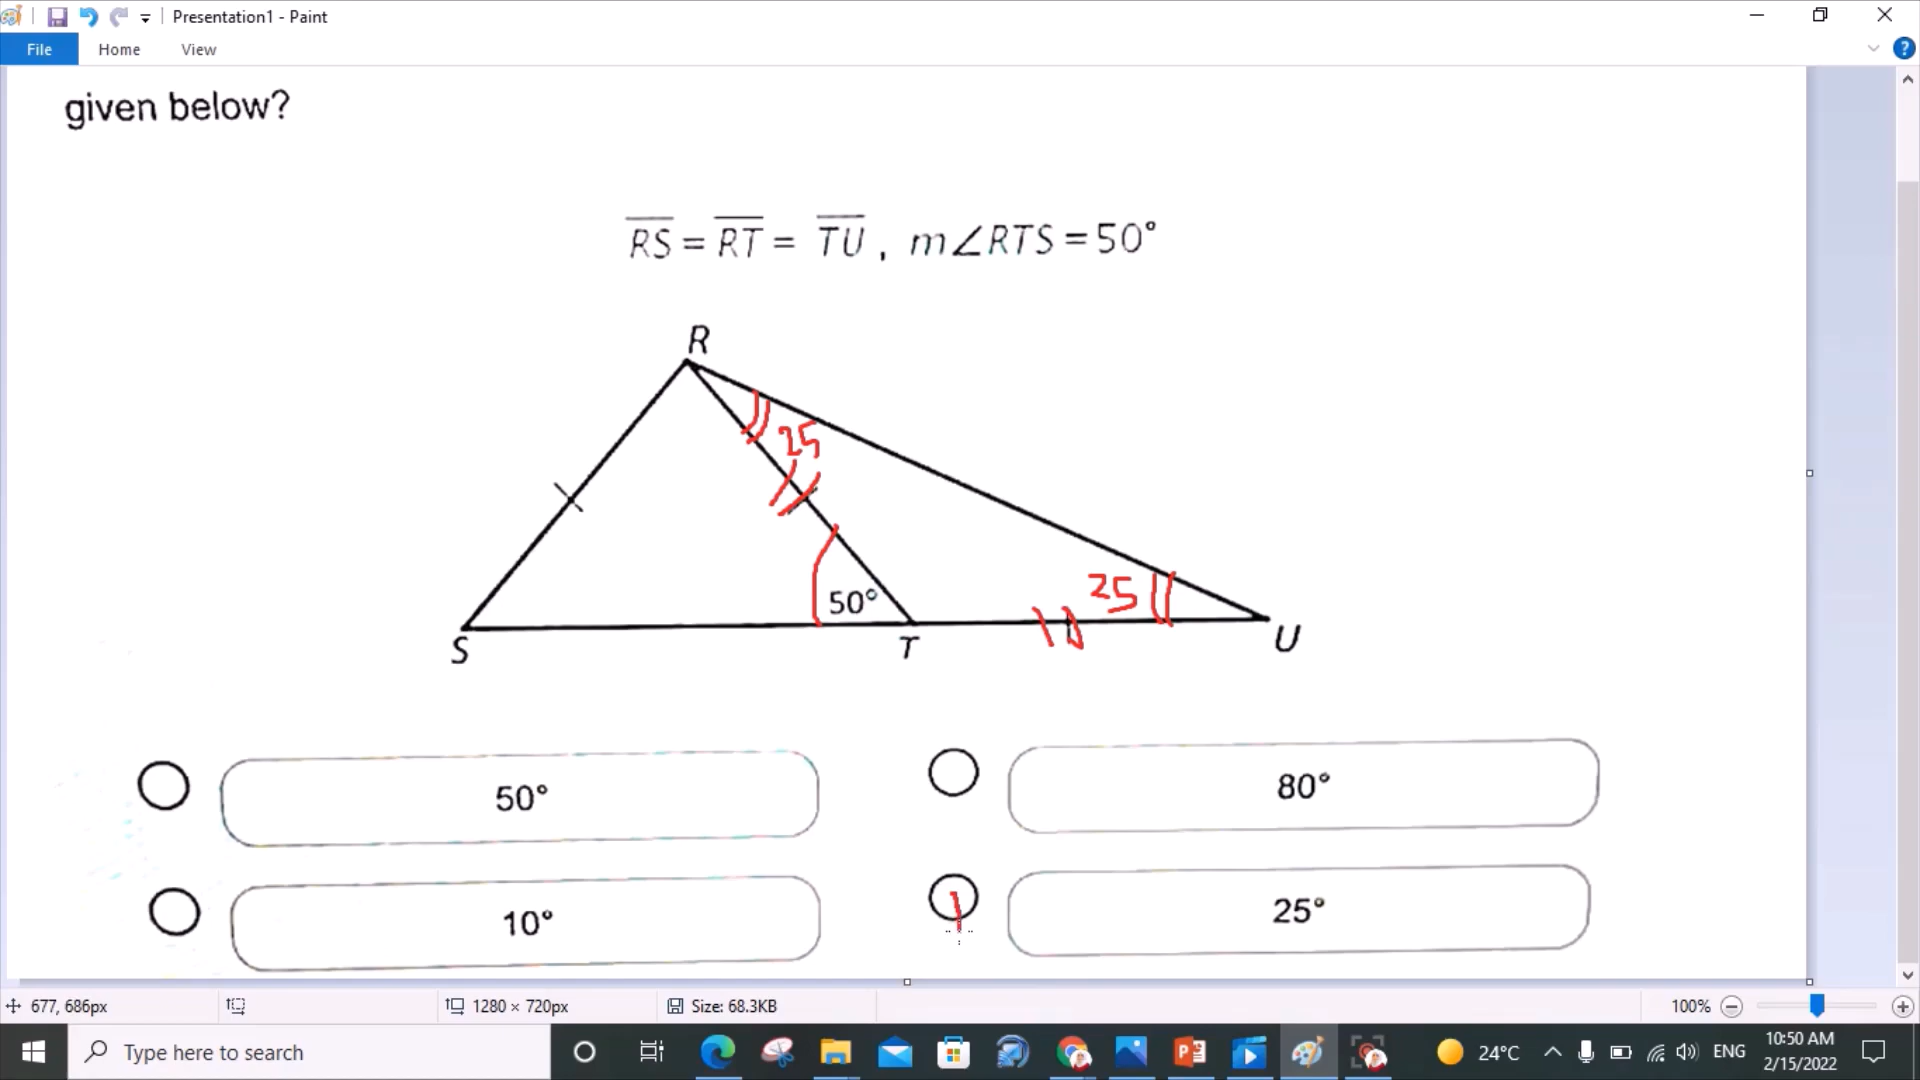 Presentation1 - Paint
File Home View
given below?
RS = RT = TU , m∠RTS = 50°
R
25
25
50°
S
T
U
50°
80°
10°
25°
677, 686px
1280 × 720px
Size: 68.3KB
100%
Type here to search
24°C
ENG
10:50 AM
2/15/2022